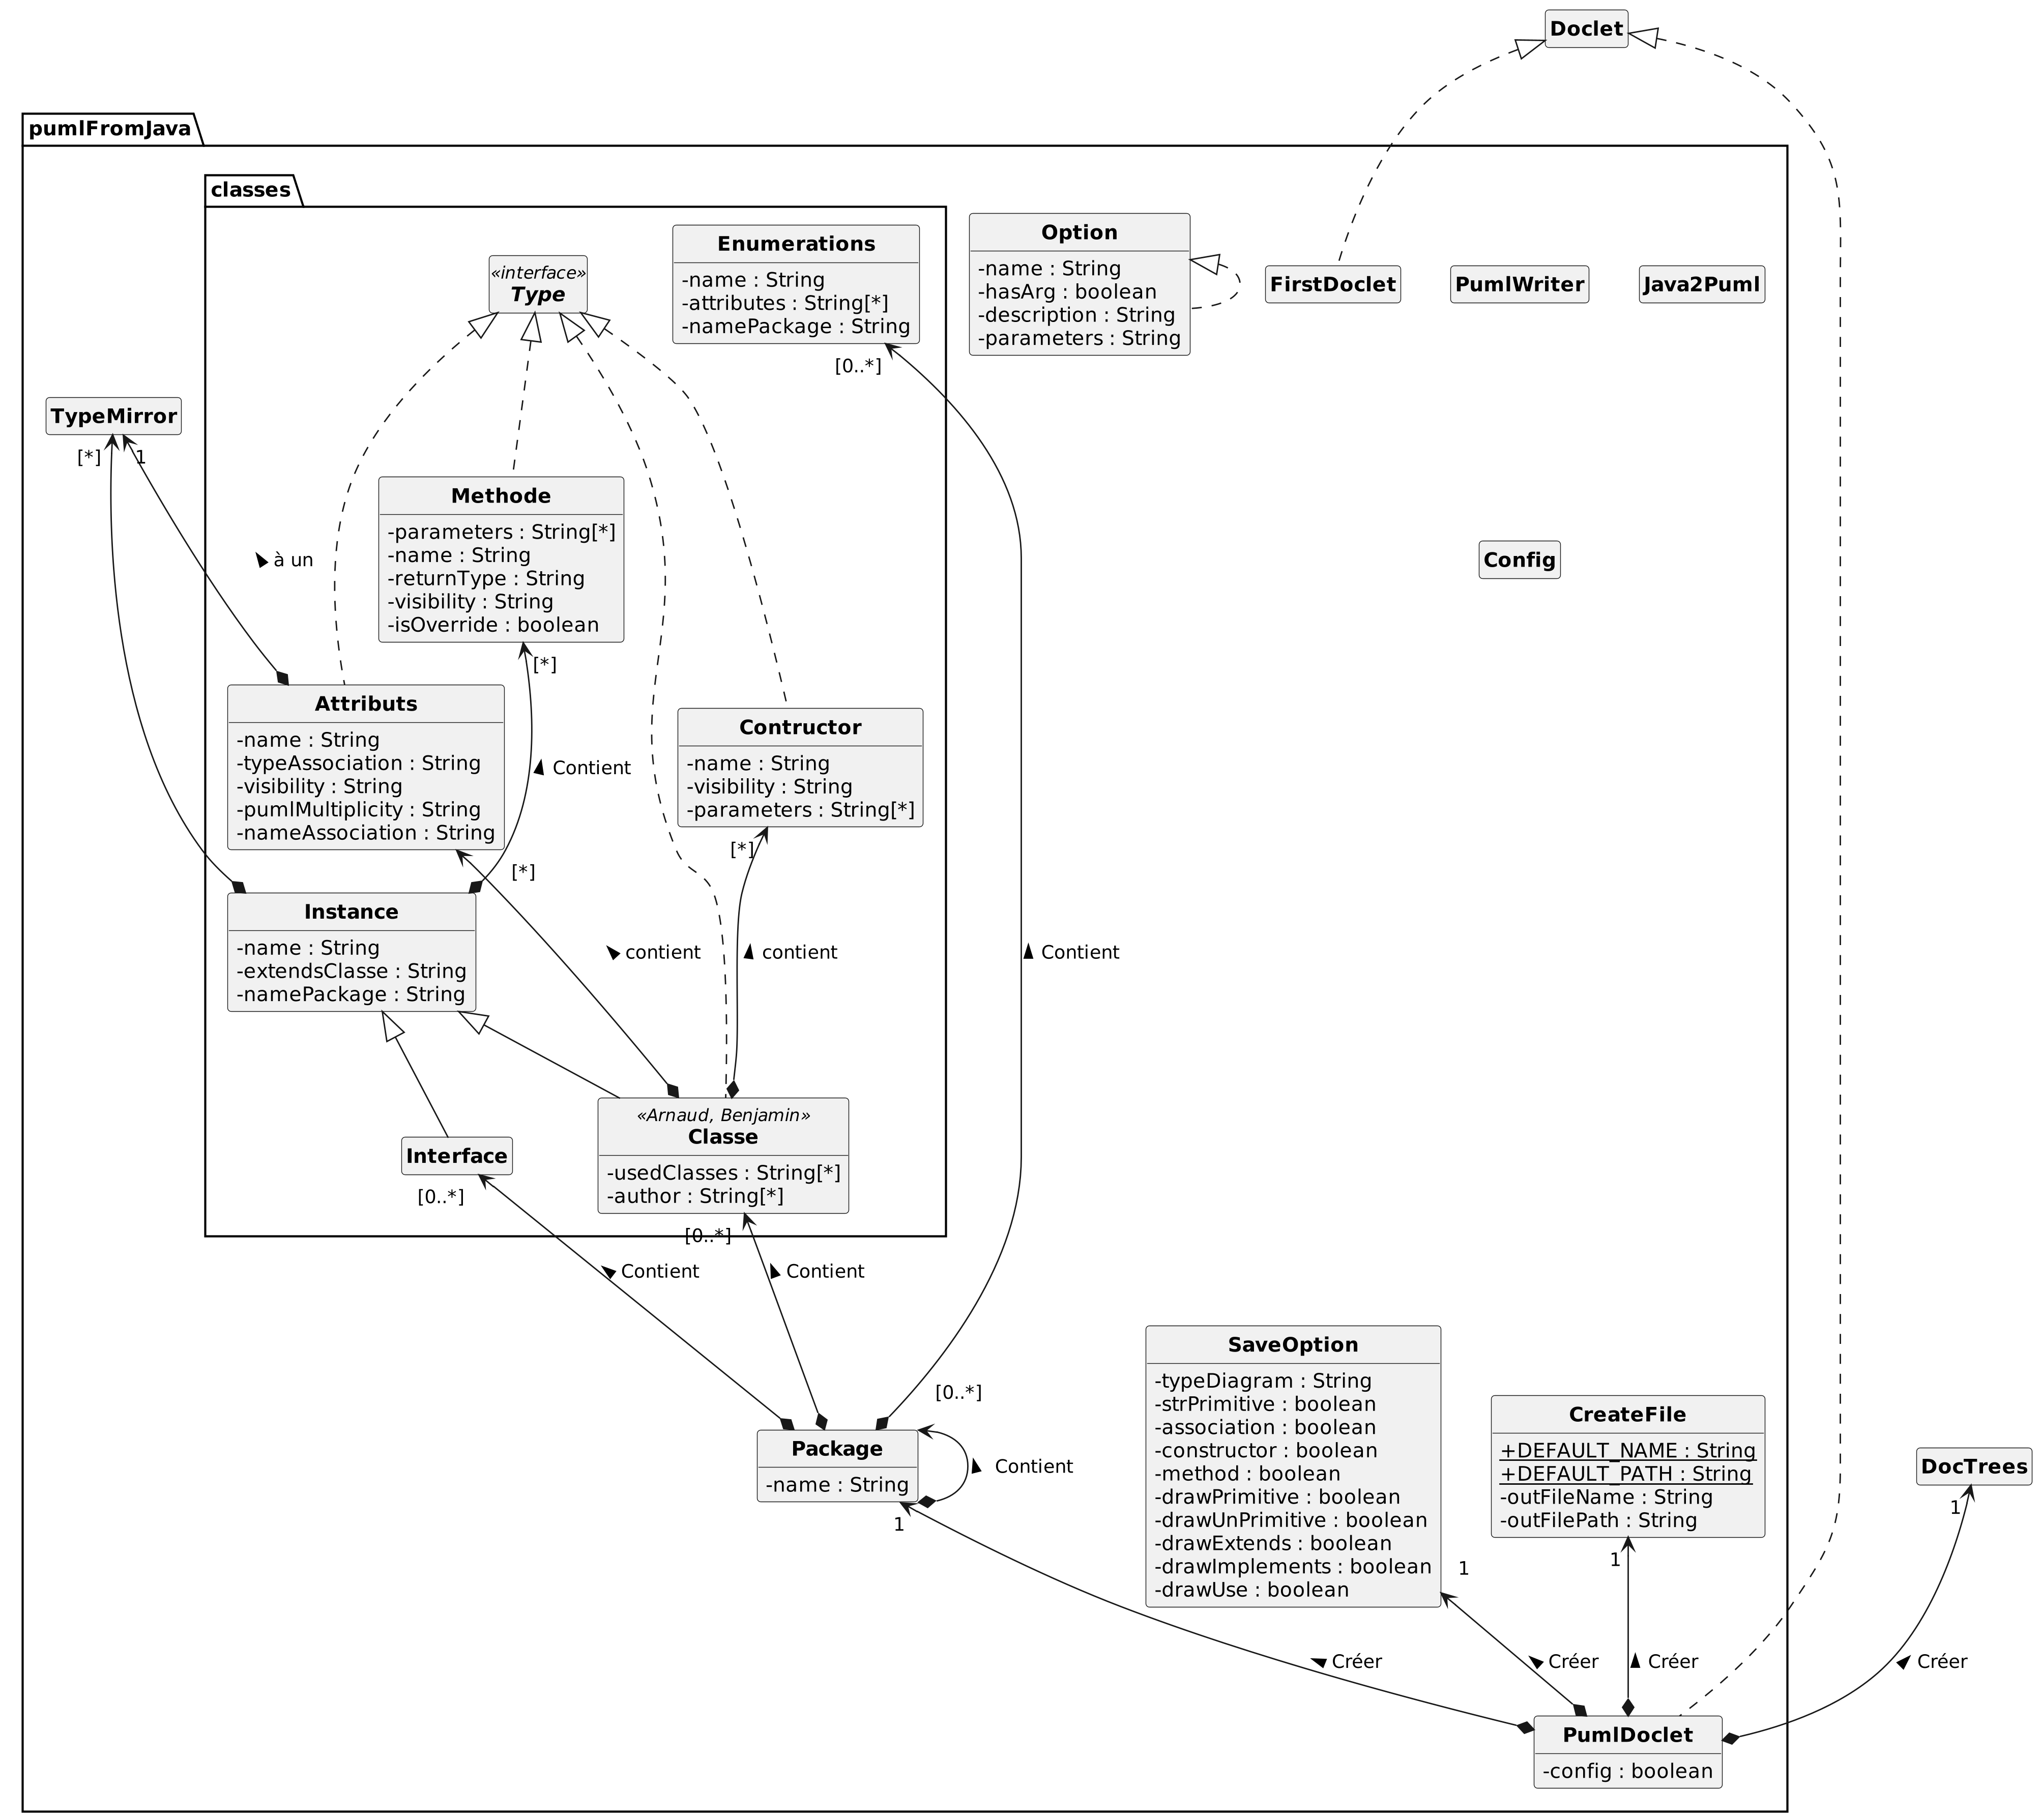 Doclet
pumlFromJava
classes
«interface»
Type
Enumerations
-name : String
-attributes : String[*]
-namePackage : String
[0..*]
Option
-name : String
-hasArg : boolean
-description : String
-parameters : String
FirstDoclet
PumlWriter
Java2Puml
TypeMirror
[*]
1
à un
Methode
-parameters : String[*]
-name : String
-returnType : String
-visibility : String
-isOverride : boolean
[*]
Config
Attributs
-name : String
-typeAssociation : String
-visibility : String
-pumlMultiplicity : String
-nameAssociation : String
[*]
Contient
Contructor
-name : String
-visibility : String
-parameters : String[*]
[*]
Instance
-name : String
-extendsClasse : String
-namePackage : String
contient
contient
Contient
Interface
[0..*]
«Arnaud, Benjamin»
Classe
-usedClasses : String[*]
-author : String[*]
[0..*]
Contient
Contient
[0..*]
Package
-name : String
Contient
1
SaveOption
-typeDiagram : String
-strPrimitive : boolean
-association : boolean
-constructor : boolean
-method : boolean
-drawPrimitive : boolean
-drawUnPrimitive : boolean
-drawExtends : boolean
-drawImplements : boolean
-drawUse : boolean
1
CreateFile
+DEFAULT_NAME : String
+DEFAULT_PATH : String
-outFileName : String
-outFilePath : String
1
DocTrees
1
Créer
Créer
Créer
Créer
PumlDoclet
-config : boolean